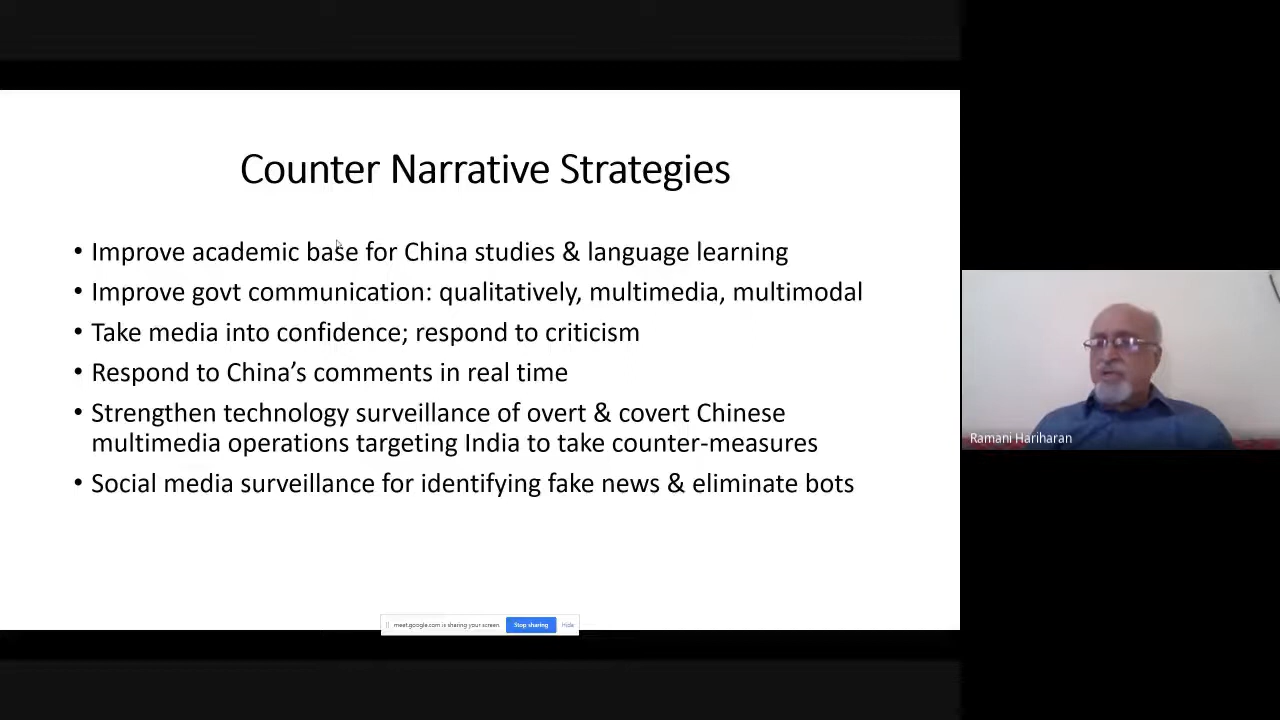 Counter Narrative Strategies
• Improve academic base for China studies & language learning
• Improve govt communication: qualitatively, multimedia, multimodal
• Take media into confidence; respond to criticism
• Respond to China’s comments in real time
• Strengthen technology surveillance of overt & covert Chinese
multimedia operations targeting India to take counter-measures
• Social media surveillance for identifying fake news & eliminate bots
Ramani Hariharan
meet.google.com is sharing your screen Stop sharing Hide